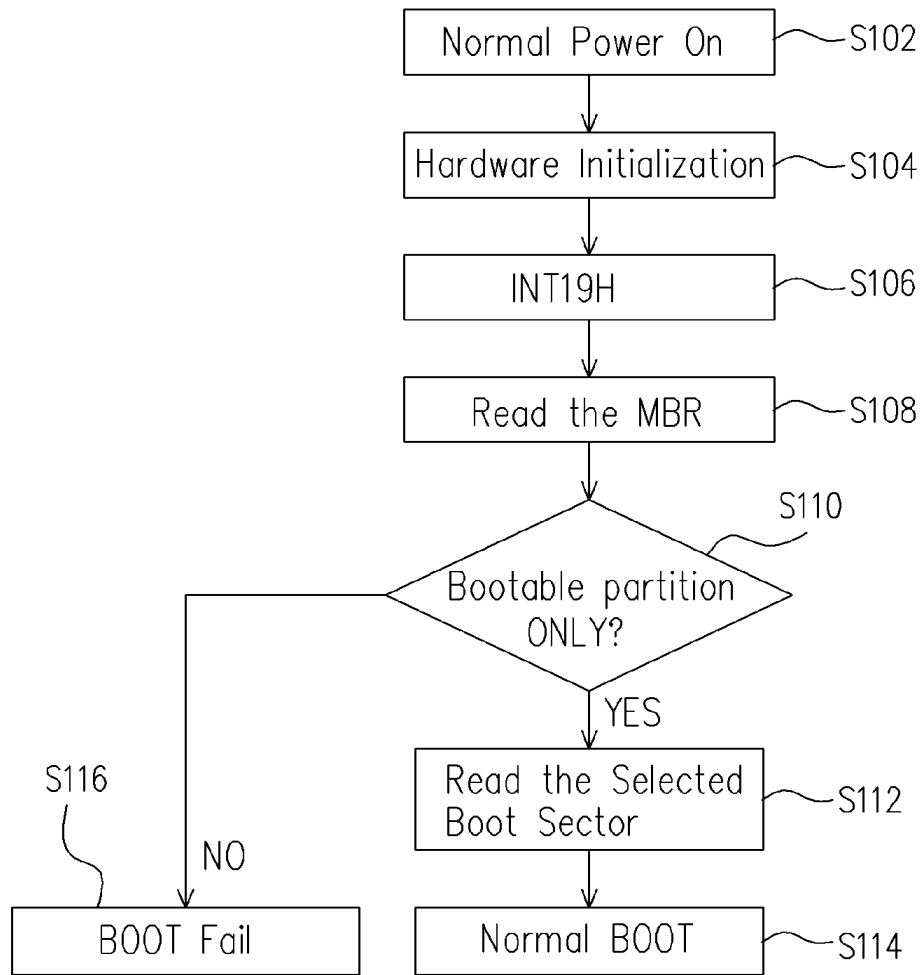 Normal Power On
S102
Hardware Initialization
S104
INT19H
S106
Read the MBR
S108
S110
Bootable partition
ONLY?
YES
Read the Selected
Boot Sector
S112
S116
NO
BOOT Fail
Normal BOOT
S114